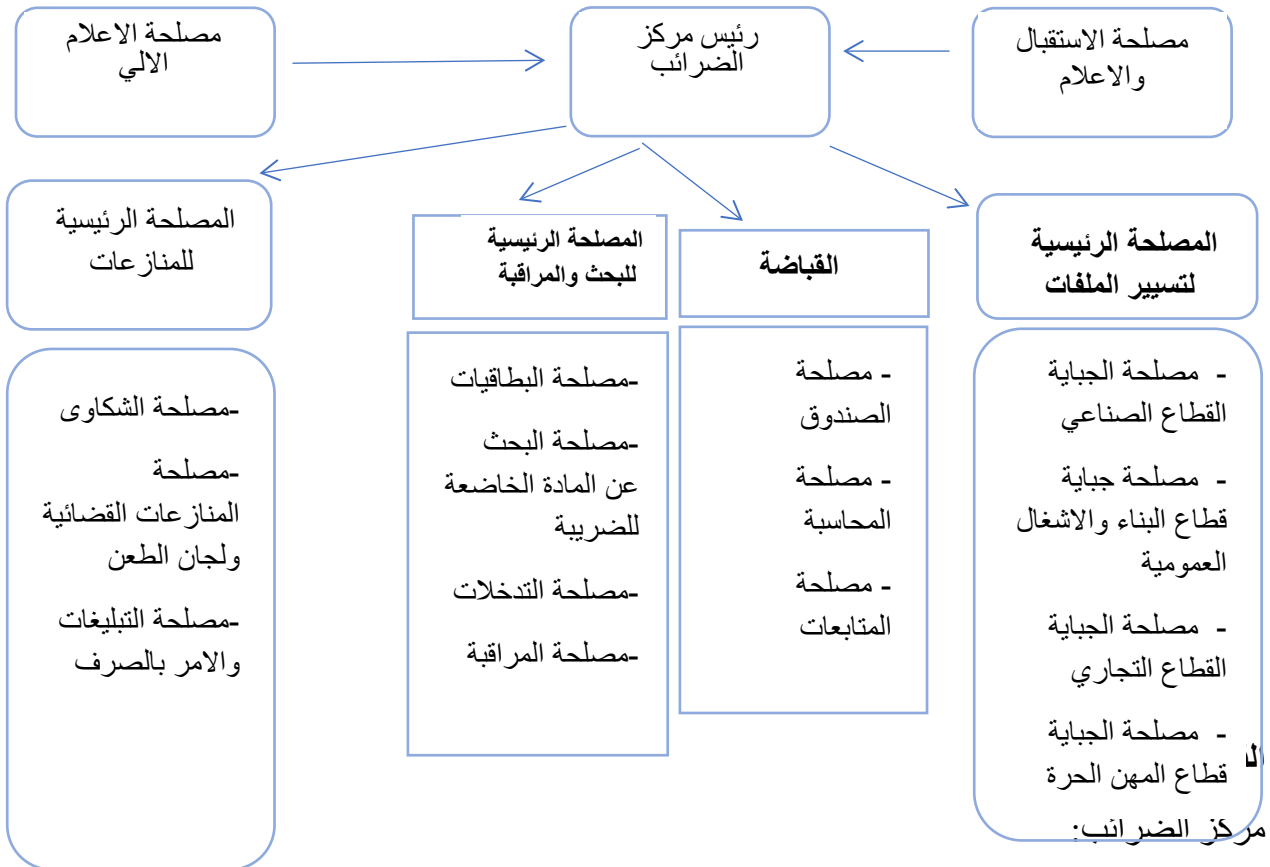 مصلحة الاستقبال
والاعلام
رئيس مركز
الضرائب
مصلحة الاعلام
الالي
المصلحة الرئيسية
لتسيير الملفات
القباضة
المصلحة الرئيسية
للبحث والمراقبة
المصلحة الرئيسية
للمنازعات
- مصلحة الجباية
القطاع الصناعي
- مصلحة جباية
قطاع البناء والاشغال
العمومية
- مصلحة الجباية
القطاع التجاري
- مصلحة الجباية
قطاع المهن الحرة
- مصلحة
الصندوق
- مصلحة
المحاسبة
- مصلحة
المتابعات
-مصلحة البطاقيات
-مصلحة البحث
عن المادة الخاضعة
للضريبة
-مصلحة التدخلات
-مصلحة المراقبة
-مصلحة الشكاوى
-مصلحة
المنازعات القضائية
ولجان الطعن
-مصلحة التبليغات
والامر بالصرف
مركز الضرائب: